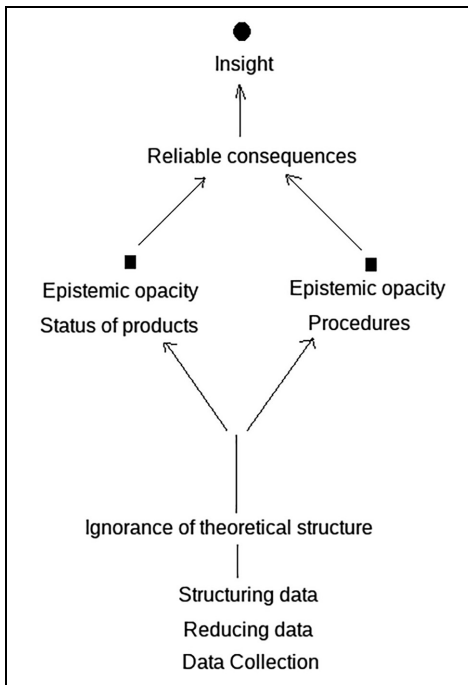 Insight
Reliable consequences
Epistemic opacity
Status of products
Epistemic opacity
Procedures
Ignorance of theoretical structure
Structuring data
Reducing data
Data Collection